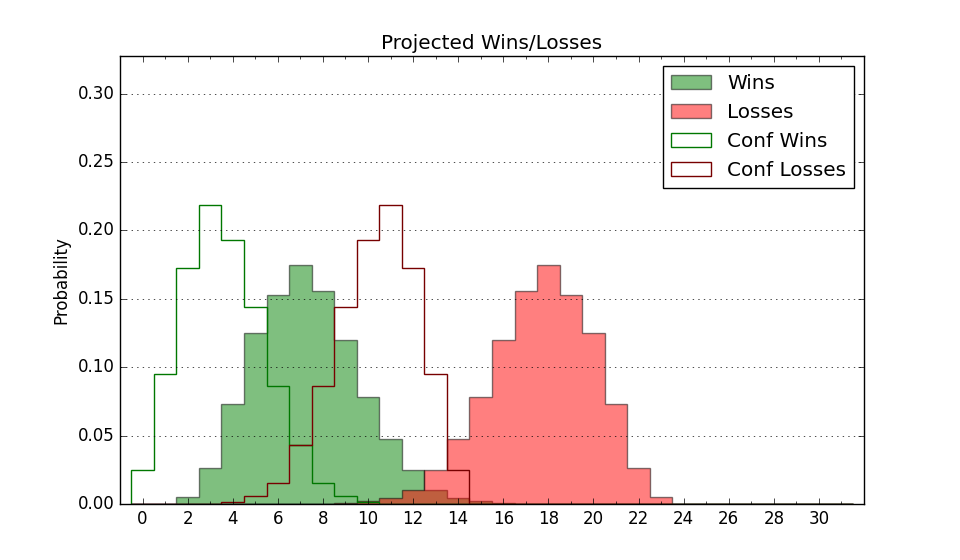 Projected Wins/Losses
Wins
Losses
Conf Wins
Conf Losses
Probability
0.30
0.25
0.20
0.15
0.10
0.05
0.00
0 2 4 6 8 10 12 14 16 18 20 22 24 26 28 30